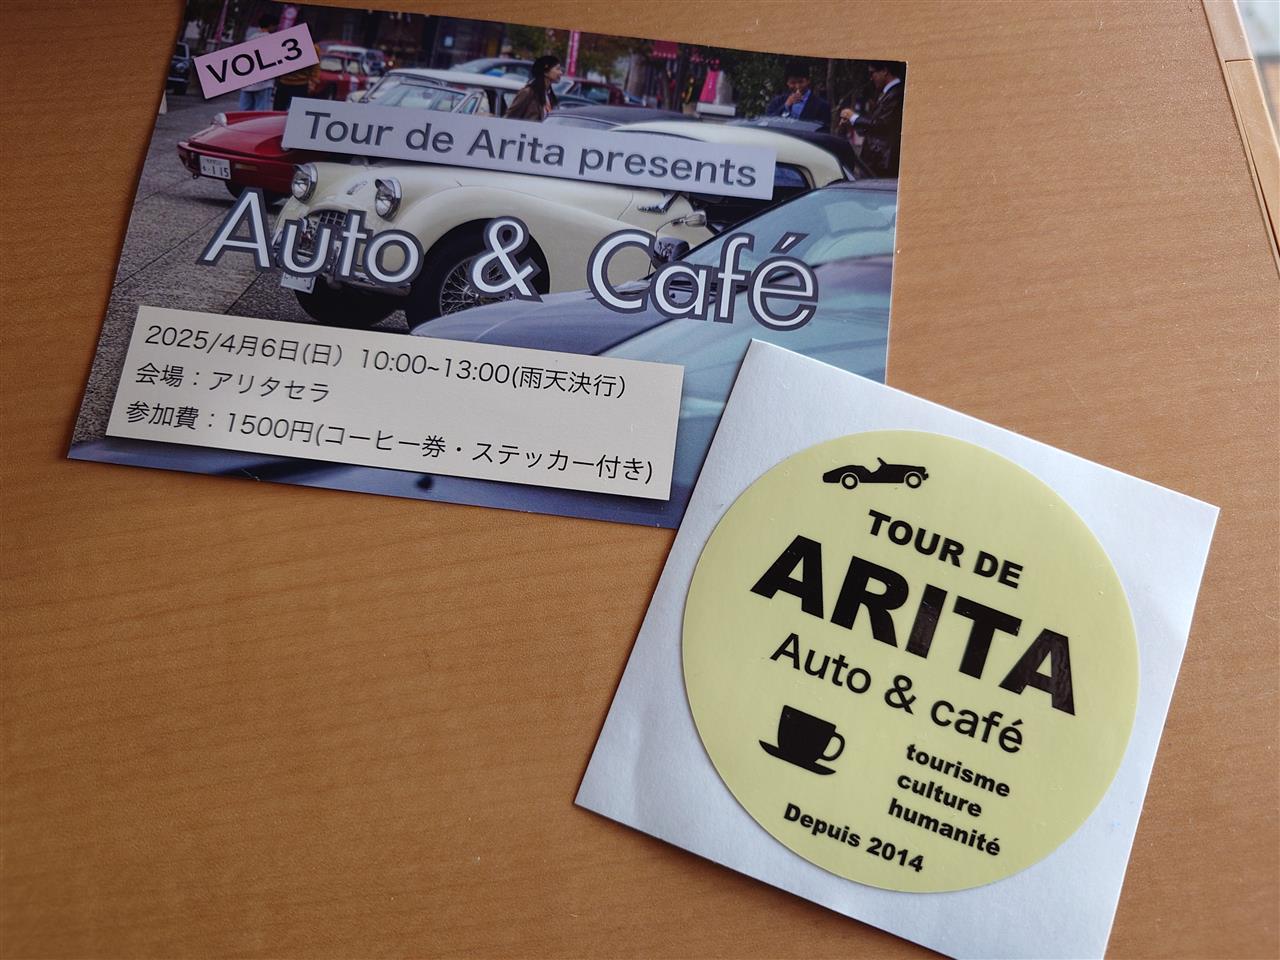 VOL.3
Tour de Arita presents
Auto & Café
2025/4月6日(日) 10:00~13:00(雨天決行)
会場：アリタセラ
参加費：1500円(コーヒー券・ステッカー付き)
TOUR DE
ARITA
Auto & café
tourisme
culture
humanité
Depuis 2014